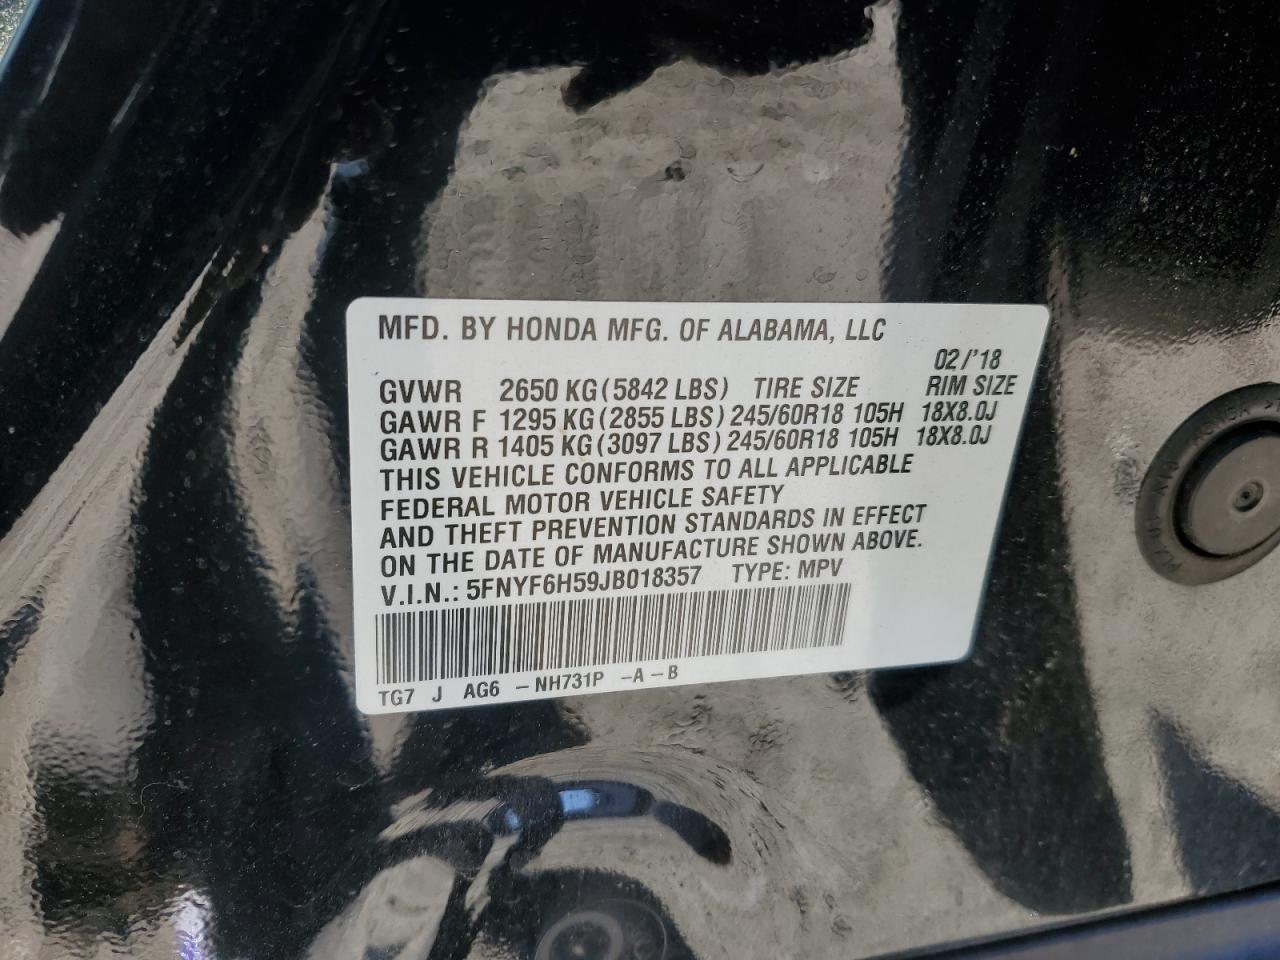 MFD. BY HONDA MFG. OF ALABAMA, LLC
02/'18
GVWR 2650 KG(5842 LBS) TIRE SIZE RIM SIZE
GAWR F 1295 KG(2855 LBS) 245/60R18 105H 18X8.0J
GAWR R 1405 KG(3097 LBS) 245/60R18 105H 18X8.0J
THIS VEHICLE CONFORMS TO ALL APPLICABLE
FEDERAL MOTOR VEHICLE SAFETY
AND THEFT PREVENTION STANDARDS IN EFFECT
ON THE DATE OF MANUFACTURE SHOWN ABOVE.
V.I.N.: 5FNYF6H59JB018357 TYPE: MPV
TG7 J AG6 -NH731P -A-B